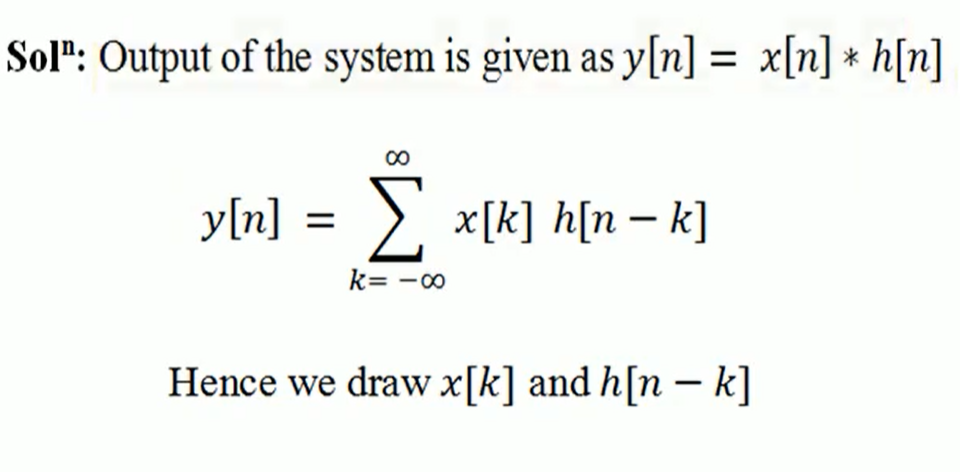 Solⁿ: Output of the system is given as y[n] = x[n] * h[n]
y[n] = ∑_{k= −∞}^{∞} x[k] h[n − k]
Hence we draw x[k] and h[n − k]